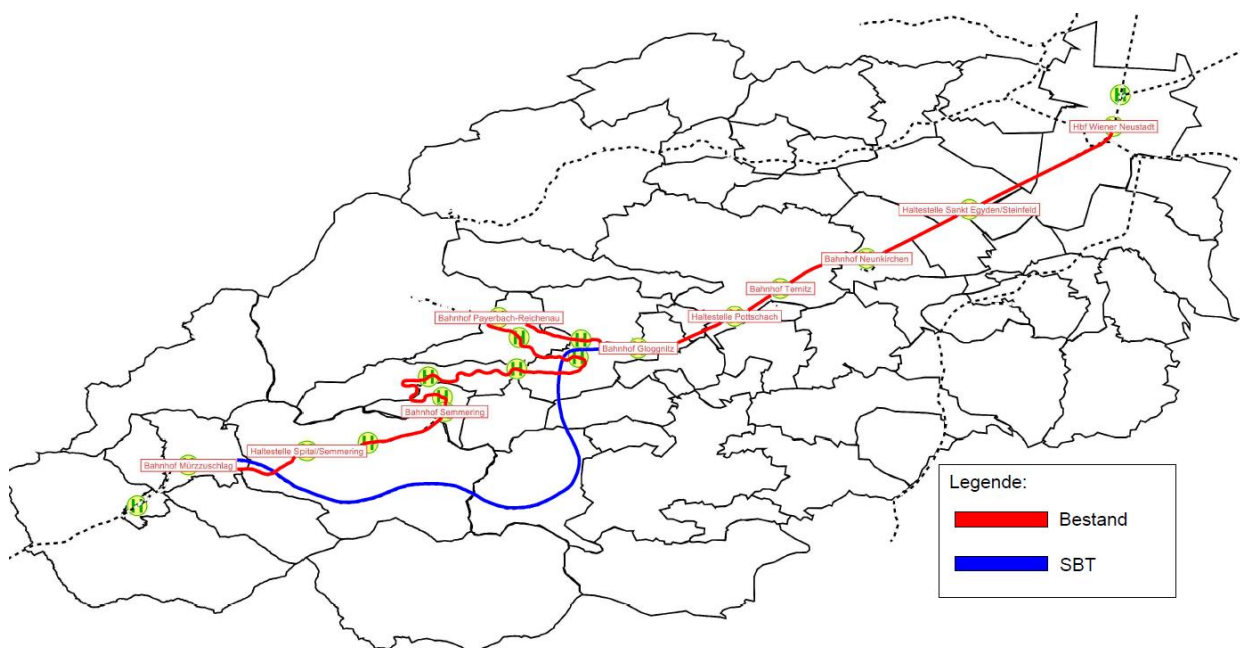 Hbf Wiener Neustadt
Haltestelle Sankt Egyden/Steinfeld
Bahnhof Neunkirchen
Bahnhof Ternitz
Haltestelle Pottschach
Bahnhof Payerbach-Reichenau
Bahnhof Gloggnitz
H
H
H
H
H
H
Bahnhof Semmering
H
Haltestelle Spital/Semmering
Bahnhof Mürzzuschlag
H
Legende:
Bestand
SBT